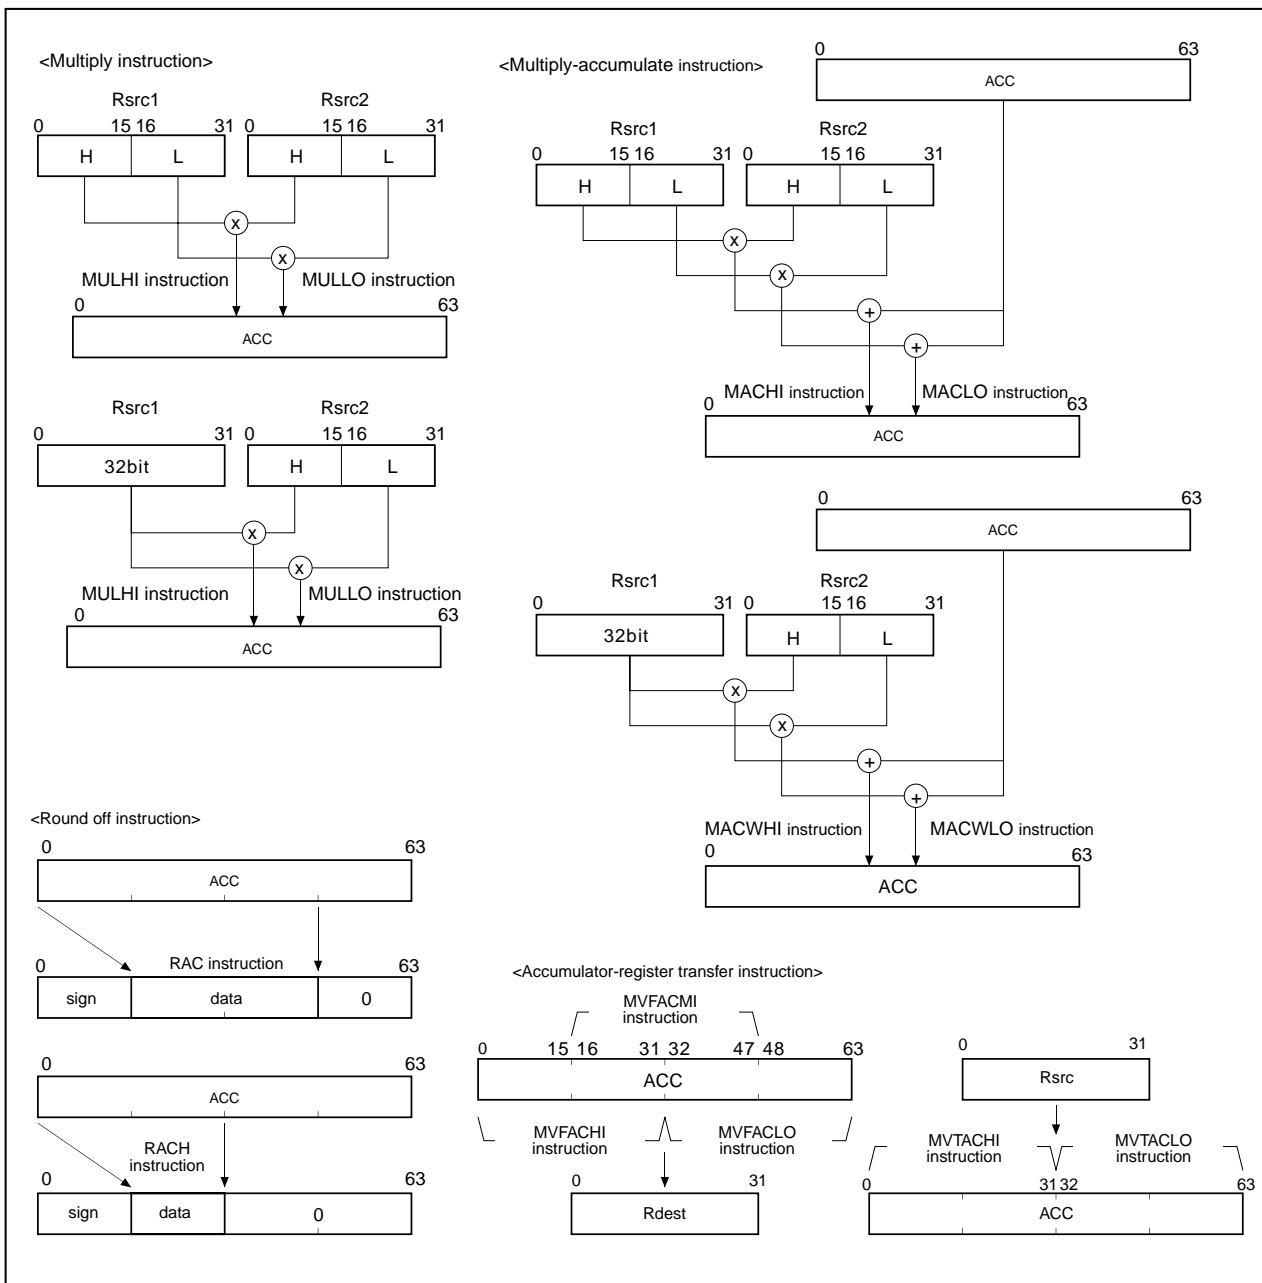 <Multiply instruction>
Rsrc1 Rsrc2
0 15 16 31 0 15 16 31
H L H L
x
x
MULHI instruction MULLO instruction
0 63
ACC
Rsrc1 Rsrc2
0 31 0 15 16 31
32bit H L
x
x
MULHI instruction MULLO instruction
0 63
ACC
<Round off instruction>
0 63
ACC
RAC instruction
0 63
sign data 0
0 63
ACC
RACH
instruction
0 63
sign data 0
<Multiply-accumulate instruction>
0 63
ACC
Rsrc1 Rsrc2
0 15 16 31 0 15 16 31
H L H L
x
x
+
+
MACHI instruction MACLO instruction
0 63
ACC
0 63
ACC
Rsrc1 Rsrc2
0 31 0 15 16 31
32bit H L
x
x
+
+
MACWHI instruction MACWLO instruction
0 63
ACC
<Accumulator-register transfer instruction>
MVFACMI
instruction
0 15 16 31 32 47 48 63
ACC
MVFACHI MVFACLO
instruction instruction
0 31
Rdest
0 31
Rsrc
MVTACHI MVTACLO
instruction instruction
0 31 32 63
ACC